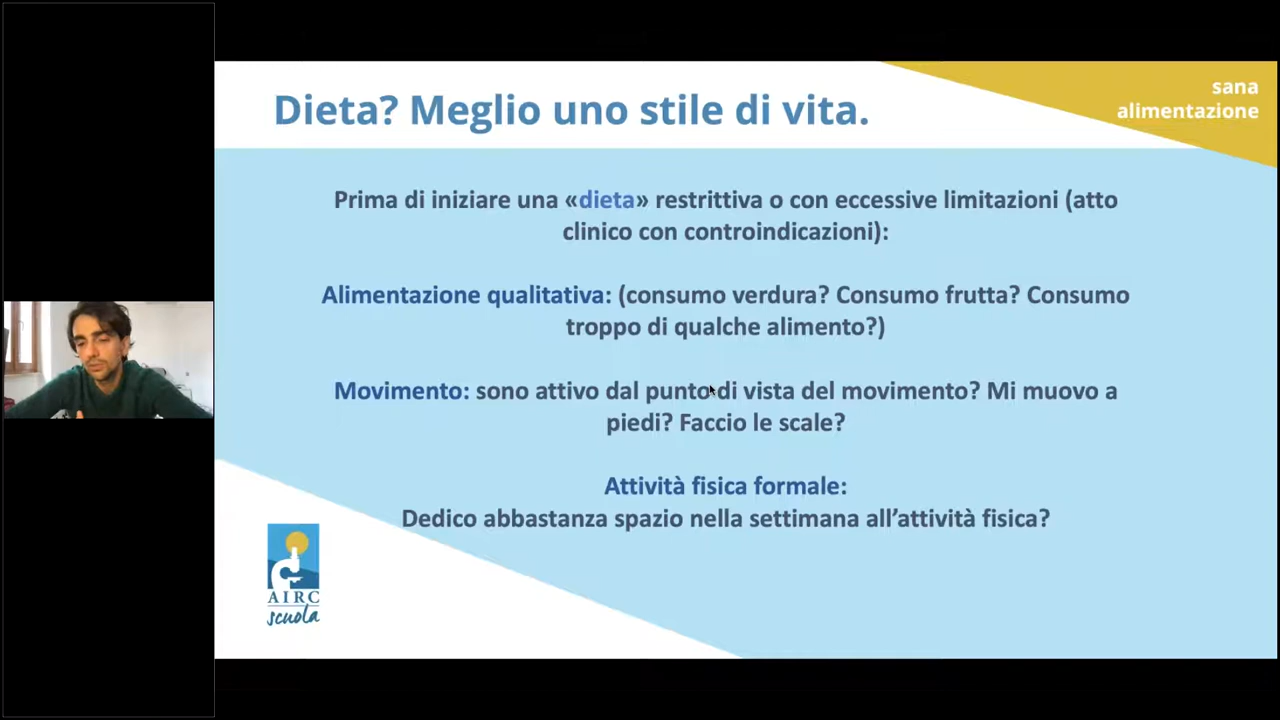 sana
alimentazione
Dieta? Meglio uno stile di vita.
Prima di iniziare una «dieta» restrittiva o con eccessive limitazioni (atto
clinico con controindicazioni):
Alimentazione qualitativa: (consumo verdura? Consumo frutta? Consumo
troppo di qualche alimento?)
Movimento: sono attivo dal punto di vista del movimento? Mi muovo a
piedi? Faccio le scale?
Attività fisica formale:
Dedico abbastanza spazio nella settimana all’attività fisica?
AIRC
scuola